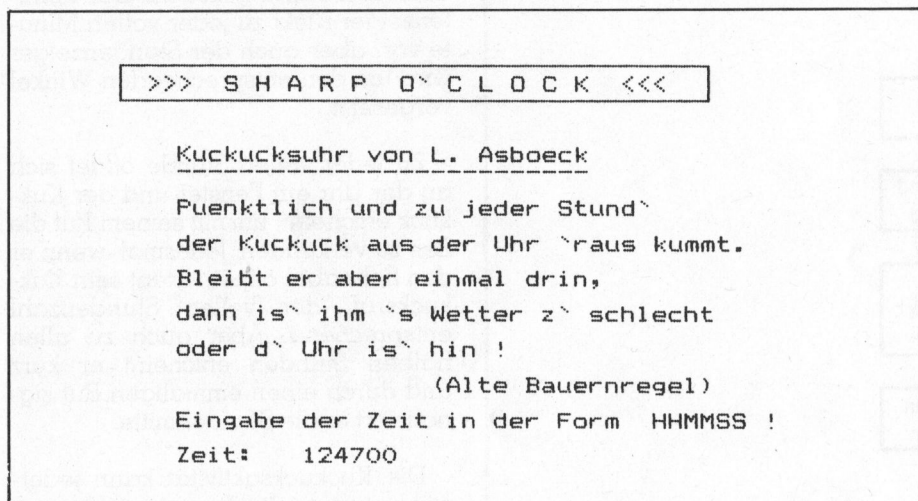 >>> S H A R P  O`C L O C K <<<
Kuckucksuhr von L. Asboeck
Pünktlich `z zu jeder Stund`
der Kuckuck aus der Uhr `raus kummt.
Bleibt er aber einmal drin,
dann is` ihm `s Wetter z` schlecht
oder d` Uhr is` hin !
(Alte Bauernregel)
Eingabe der Zeit in der Form HHMMSS !
Zeit: 124700